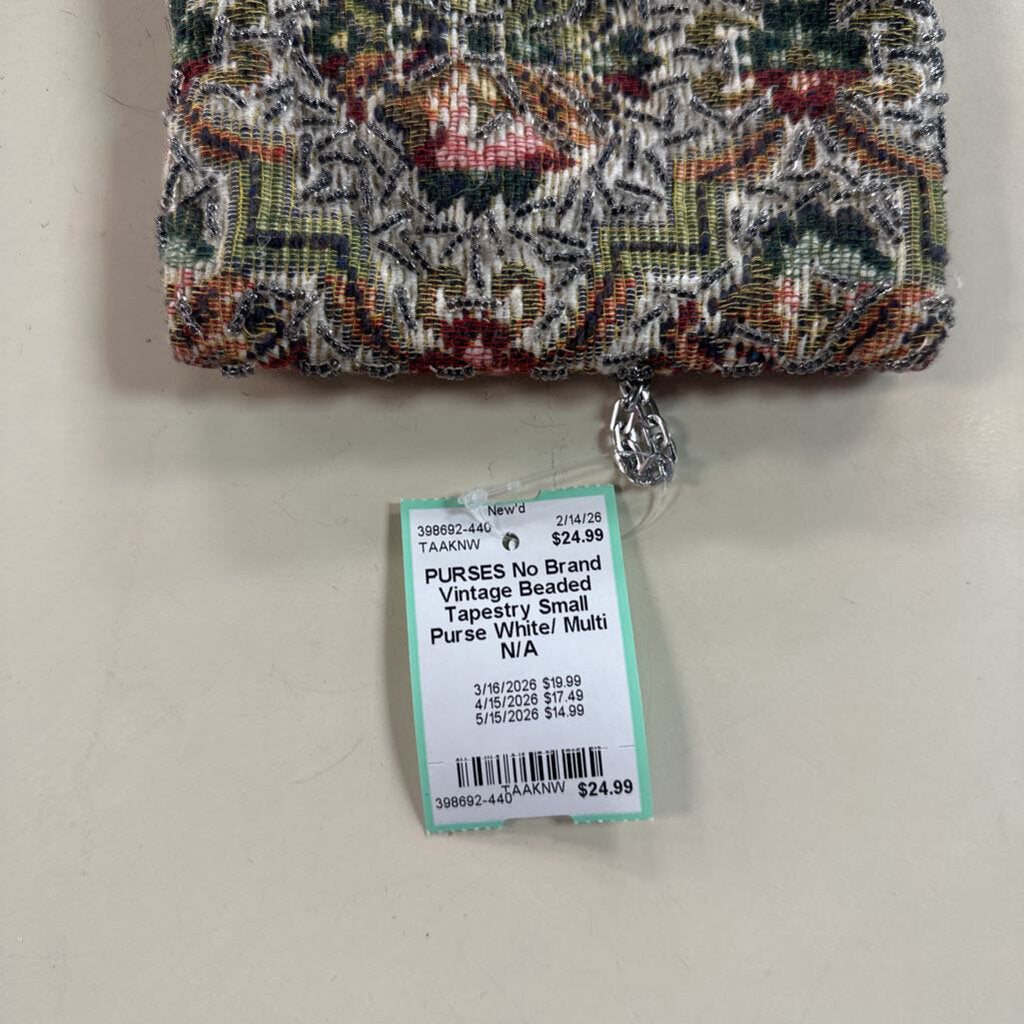 New'd
398692-440 2/14/26
TAAKNW $24.99
PURSES No Brand
Vintage Beaded
Tapestry Small
Purse White/ Multi
N/A
3/16/2026 $19.99
4/15/2026 $17.49
5/15/2026 $14.99
TAAKNW $24.99
398692-440